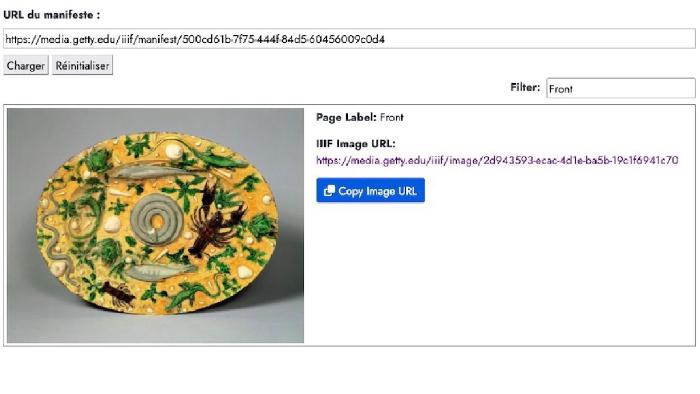 URL du manifeste :
https://media.getty.edu/iiif/manifest/500cd61b-7f75-444f-84d5-60456009c0d4
Charger Réinitialiser
Filter: Front
Page Label: Front
IIIF Image URL:
https://media.getty.edu/iiif/image/2d943593-ecac-4d1e-ba5b-19c1f6941c70
Copy Image URL